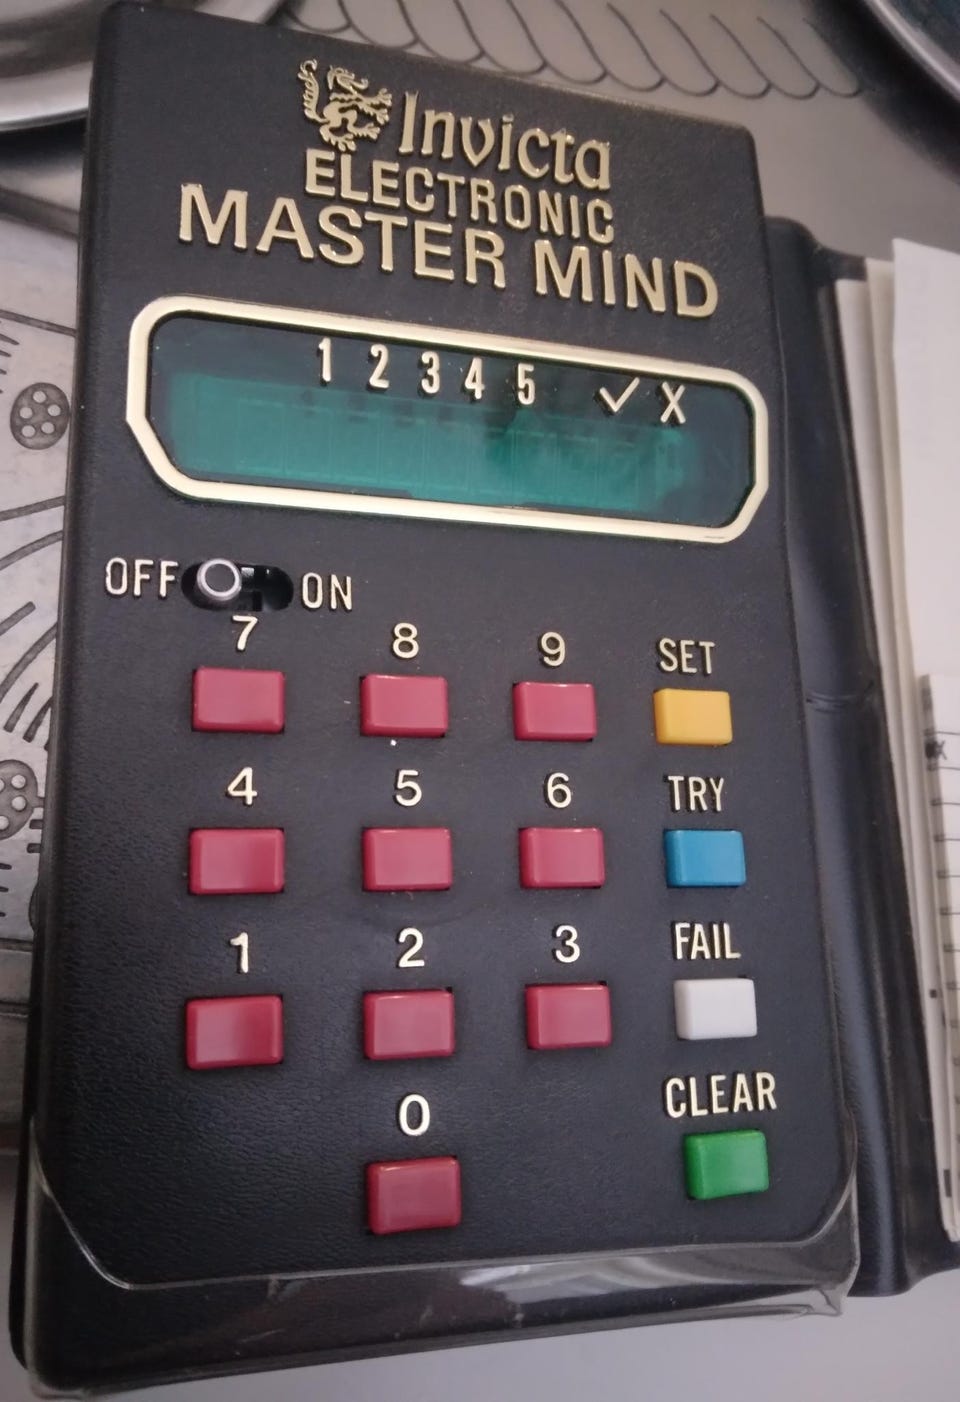 Invicta
ELECTRONIC
MASTER MIND
1 2 3 4 5 ✓ X
OFF ON
7 8 9 SET
4 5 6 TRY
1 2 3 FAIL
0 CLEAR